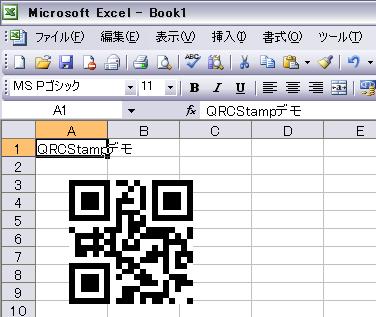 Microsoft Excel - Book1
ファイル(F) 編集(E) 表示(V) 挿入(I) 書式(O) ツール(T)
ABC
MS Pゴシック 11 B I U
A1 fx QRCStampデモ
A B C D E
1 QRCStampデモ
2
3
4
5
6
7
8
9
10